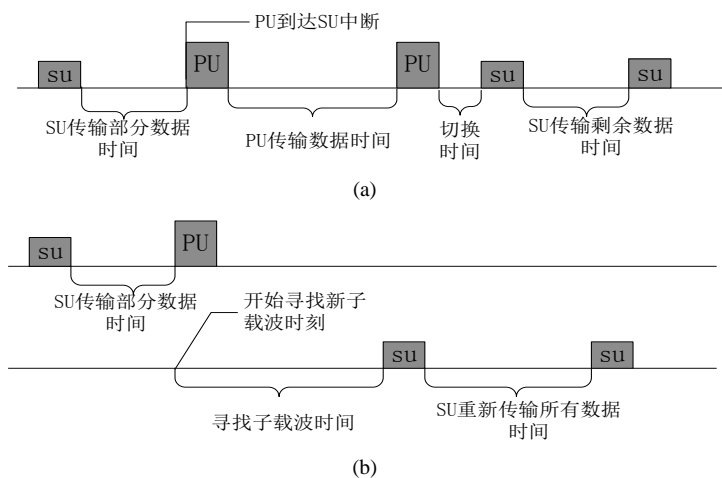 PU到达SU中断
su
PU
PU
su
su
SU传输部分数据
时间
PU传输数据时间
切换
时间
SU传输剩余数据
时间
(a)
su
PU
SU传输部分数据
时间
开始寻找新子
载波时刻
su
su
寻找子载波时间
SU重新传输所有数据
时间
(b)